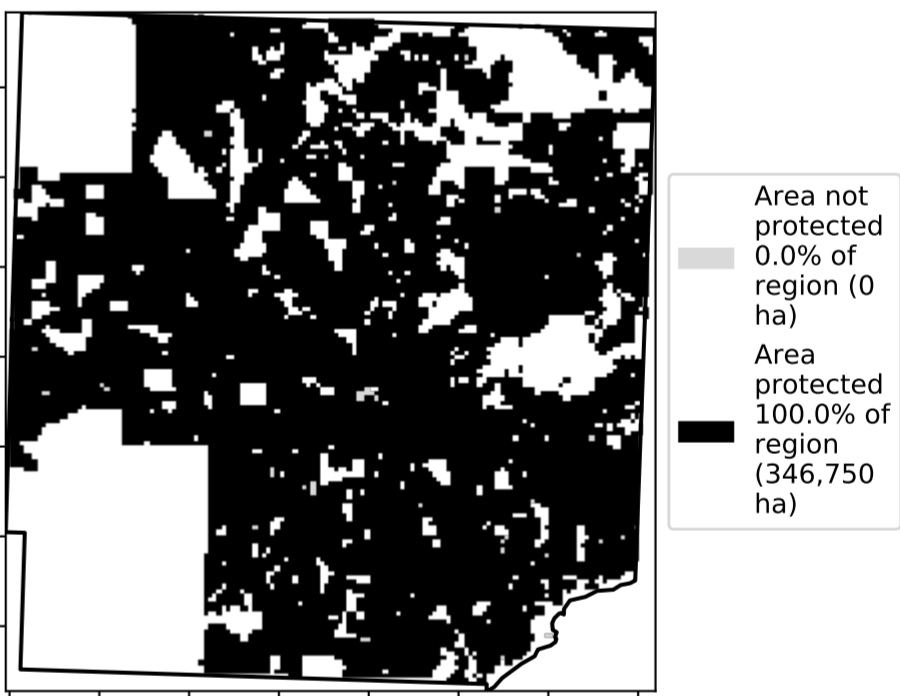 Area not
protected
0.0% of
region (0
ha)
Area
protected
100.0% of
region
(346,750
ha)